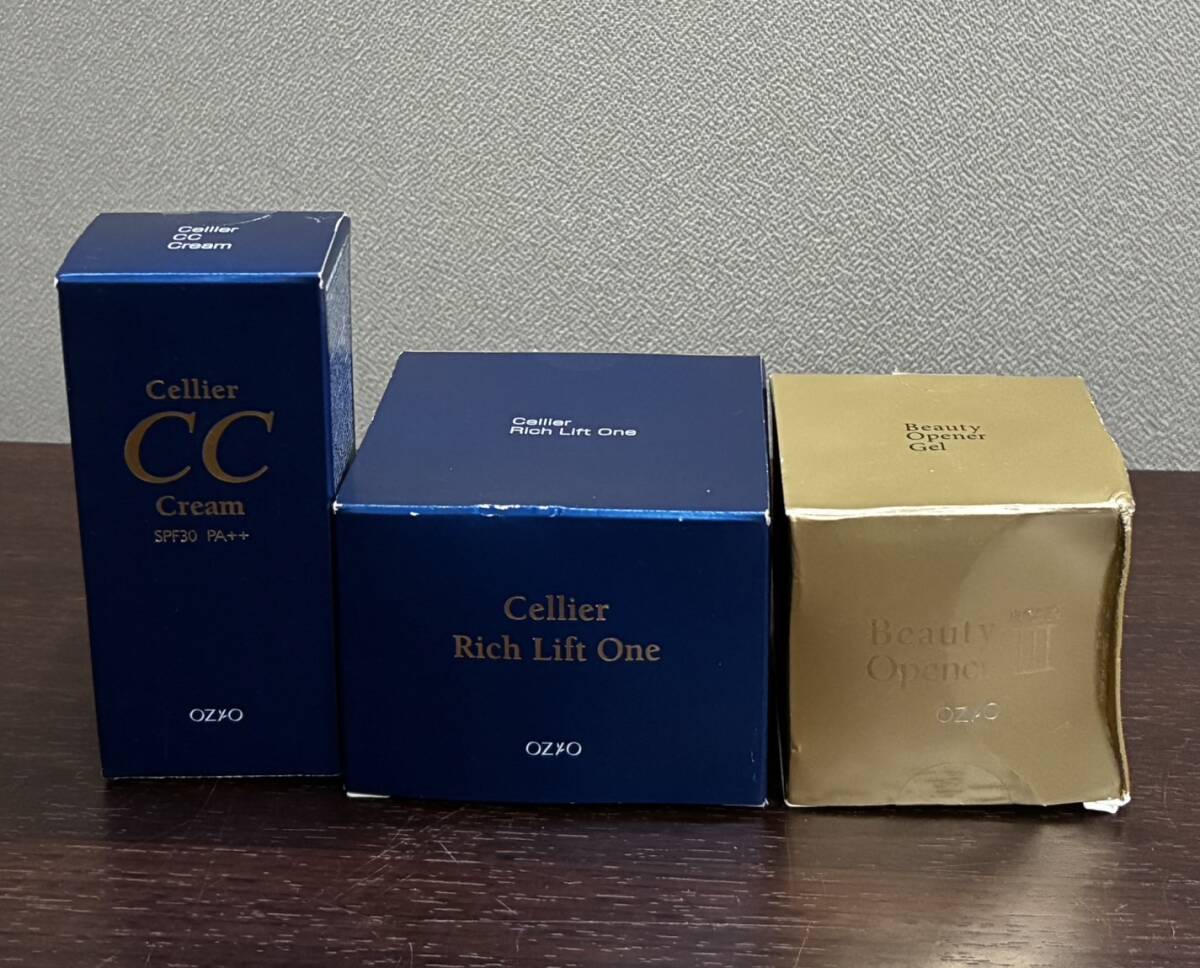 Cellier
CC
Cream
Cellier
CC
Cream
SPF30 PA++
OZIO
Cellier
Rich Lift One
Cellier
Rich Lift One
OZIO
Beauty
Opener
Gel
Beauty
Opener
OZIO